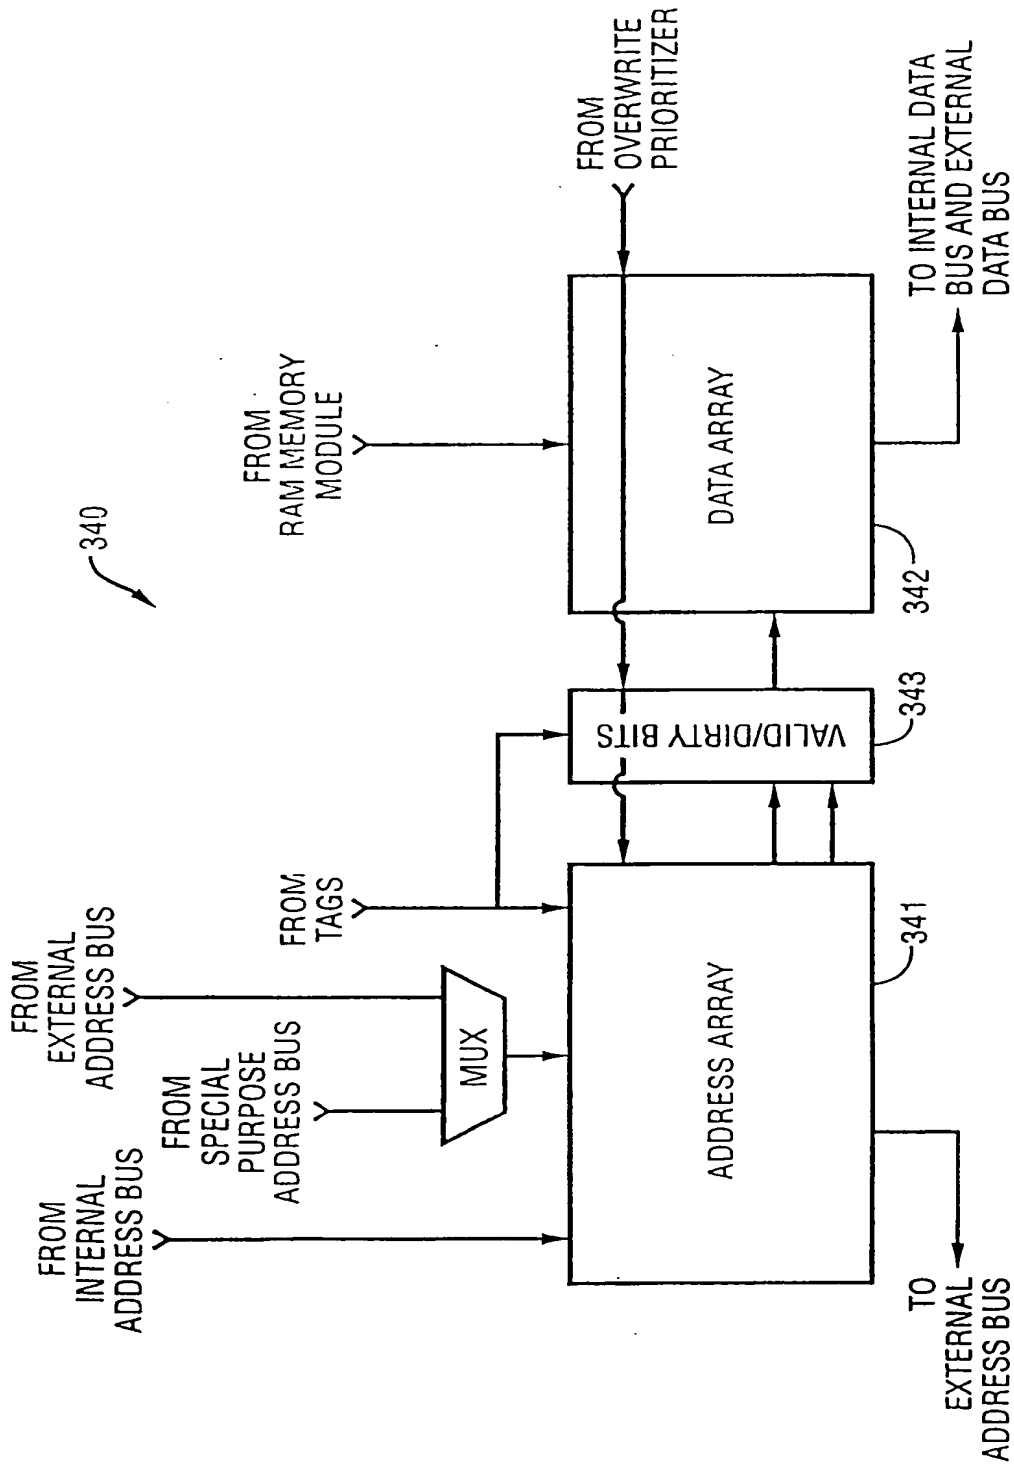 340
FROM
INTERNAL
ADDRESS BUS
FROM
SPECIAL
PURPOSE
ADDRESS BUS
FROM
EXTERNAL
ADDRESS BUS
FROM
TAGS
FROM
RAM MEMORY
MODULE
FROM
OVERWRITE
PRIORITIZER
MUX
ADDRESS ARRAY
VALID/DIRTY BITS
DATA ARRAY
341
343
342
TO
EXTERNAL
ADDRESS BUS
TO INTERNAL DATA
BUS AND EXTERNAL
DATA BUS